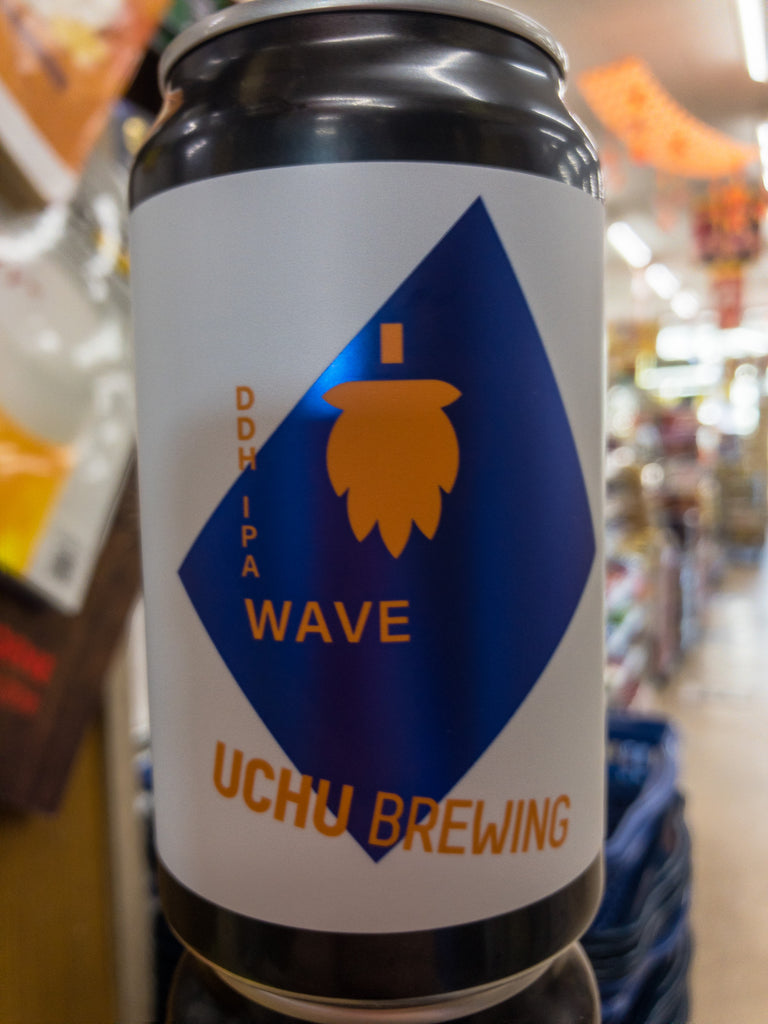 DDH IPA
WAVE
UCHU BREWING